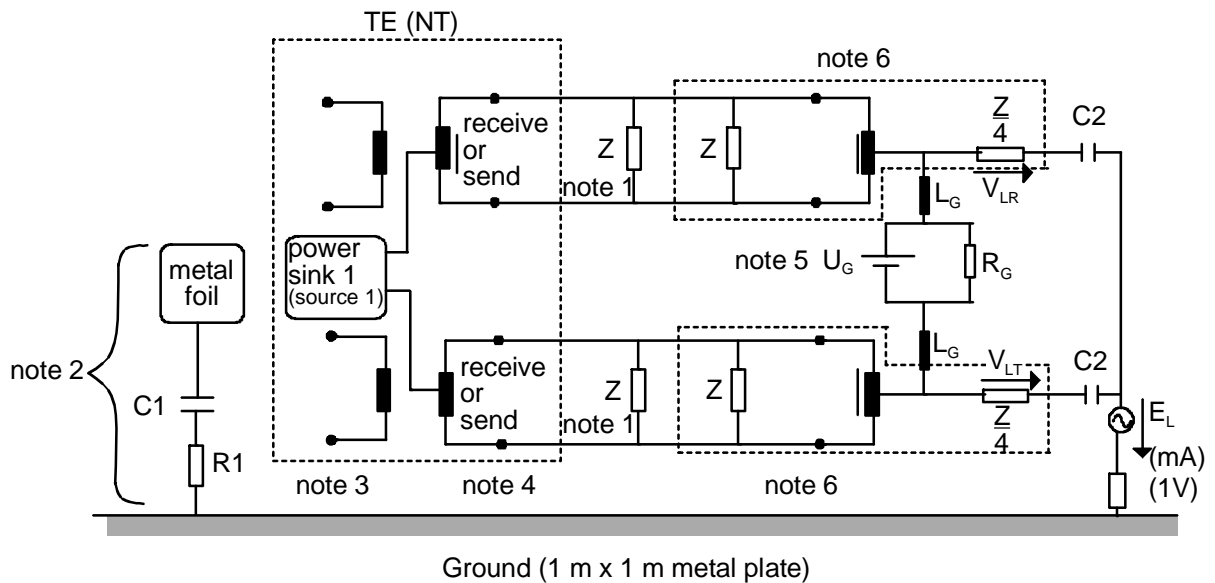 TE (NT)
note 6
Z
4
C2
receive
or
send
Z
Z
note 1
V_LR
L_G
power
sink 1
(source 1)
metal
foil
note 5 U_G
R_G
note 2
L_G
V_LT
C2
receive
or
send
Z
Z
note 1
Z
4
C1
E_L
(mA)
(1V)
R1
note 3
note 4
note 6
Ground (1 m x 1 m metal plate)